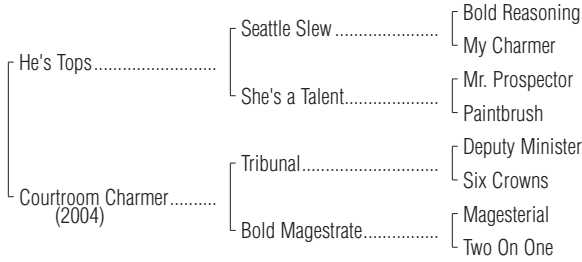 Bold Reasoning
Seattle Slew ....................
My Charmer
He's Tops........................
Mr. Prospector
She's a Talent..................
Paintbrush
Deputy Minister
Tribunal..........................
Six Crowns
Courtroom Charmer.........
(2004)
Magesterial
Bold Magestrate...............
Two On One